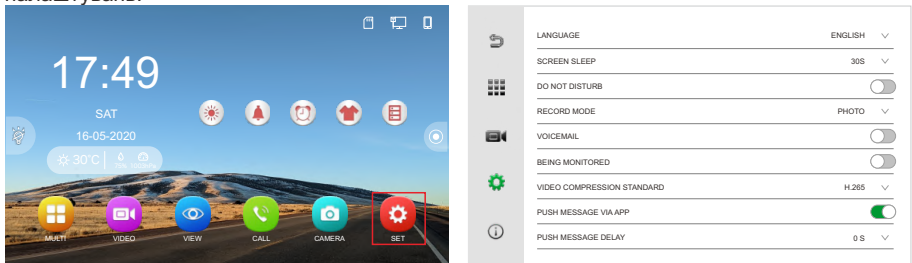 налаштувань.
17:49
SAT
16-05-2020
30°C
MULTI
VIDEO
VIEW
CALL
CAMERA
SET
LANGUAGE ENGLISH
SCREEN SLEEP 30S
DO NOT DISTURB
RECORD MODE PHOTO
VOICEMAIL
BEING MONITORED
VIDEO COMPRESSION STANDARD H.265
PUSH MESSAGE VIA APP
PUSH MESSAGE DELAY 0 S